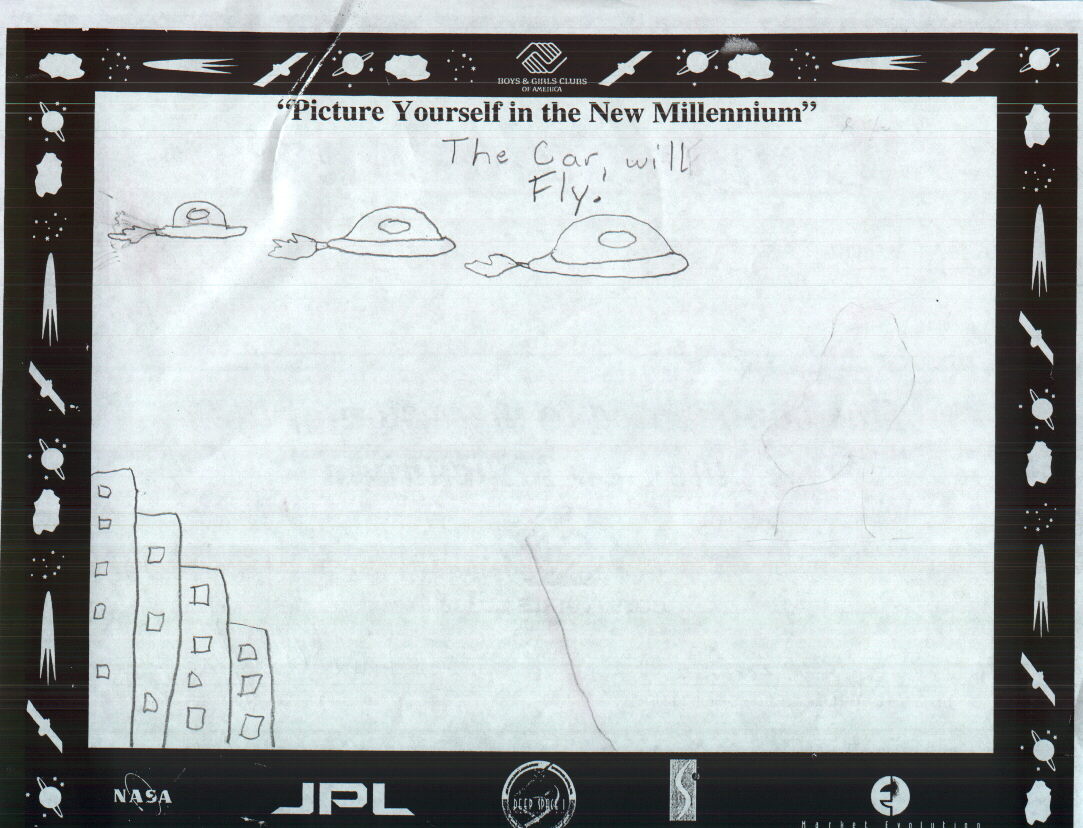 BOYS & GIRLS CLUBS
OF AMERICA
“Picture Yourself in the New Millennium”
The Car, will
Fly!
NASA
JPL
DEEP SPACE 1
Market Evolution